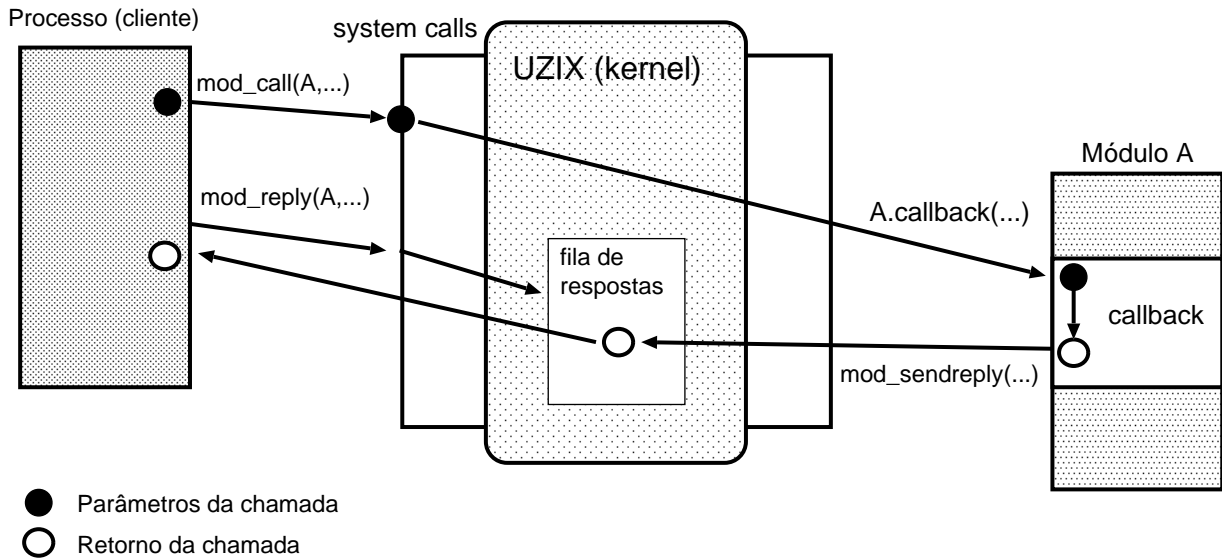 Processo (cliente)
system calls
UZIX (kernel)
mod_call(A,...)
Módulo A
mod_reply(A,...)
A.callback(...)
fila de
respostas
callback
mod_sendreply(...)
Parâmetros da chamada
Retorno da chamada